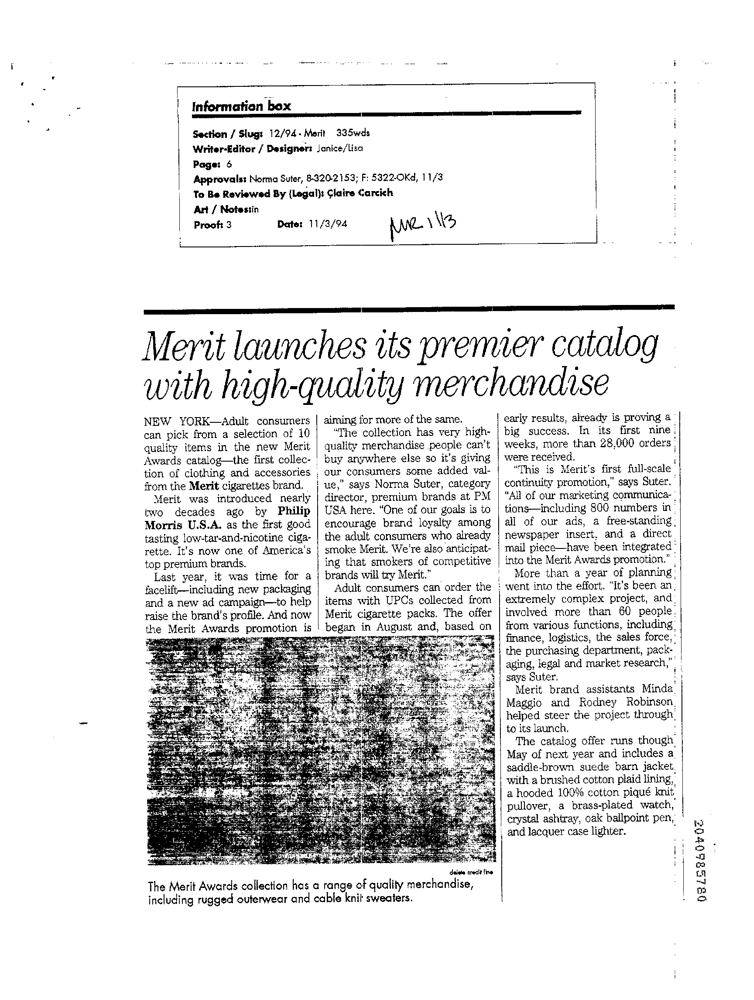 Information box
Section / Slug: 12/94 - Merit 335wds
Writer-Editor / Designer: Janice/Lisa
Page: 6
Approvals: Norma Suter, 8-320-2153; F: 5322-OKd, 11/3
To Be Reviewed By (Legal): Claire Carcich
Art / Notes:in
Proof: 3 Date: 11/3/94
Merit launches its premier catalog
with high-quality merchandise
NEW YORK—Adult consumers
can pick from a selection of 10
quality items in the new Merit
Awards catalog—the first collec-
tion of clothing and accessories
from the Merit cigarettes brand.
Merit was introduced nearly
two decades ago by Philip
Morris U.S.A. as the first good
tasting low-tar-and-nicotine ciga-
rette. It's now one of America's
top premium brands.
Last year, it was time for a
facelift—including new packaging
and a new ad campaign—to help
raise the brand's profile. And now
the Merit Awards promotion is
aiming for more of the same.
"The collection has very high-
quality merchandise people can't
buy anywhere else so it's giving
our consumers some added val-
ue," says Norma Suter, category
director, premium brands at PM
USA here. "One of our goals is to
encourage brand loyalty among
the adult consumers who already
smoke Merit. We're also anticipat-
ing that smokers of competitive
brands will try Merit."
Adult consumers can order the
items with UPCs collected from
Merit cigarette packs. The offer
began in August and, based on
early results, already is proving a
big success. In its first nine
weeks, more than 28,000 orders
were received.
"This is Merit's first full-scale
continuity promotion," says Suter.
"All of our marketing communica-
tions—including 800 numbers in
all of our ads, a free-standing
newspaper insert, and a direct
mail piece—have been integrated
into the Merit Awards promotion."
More than a year of planning
went into the effort. "It's been an
extremely complex project, and
involved more than 60 people
from various functions, including
finance, logistics, the sales force,
the purchasing department, pack-
aging, legal and market research,"
says Suter.
Merit brand assistants Minda
Maggio and Rodney Robinson
helped steer the project through
to its launch.
The catalog offer runs though
May of next year and includes a
saddle-brown suede barn jacket
with a brushed cotton plaid lining,
a hooded 100% cotton piqué knit
pullover, a brass-plated watch,
crystal ashtray, oak ballpoint pen,
and lacquer case lighter.
delete credit line
The Merit Awards collection has a range of quality merchandise,
including rugged outerwear and cable knit sweaters.
2040985780